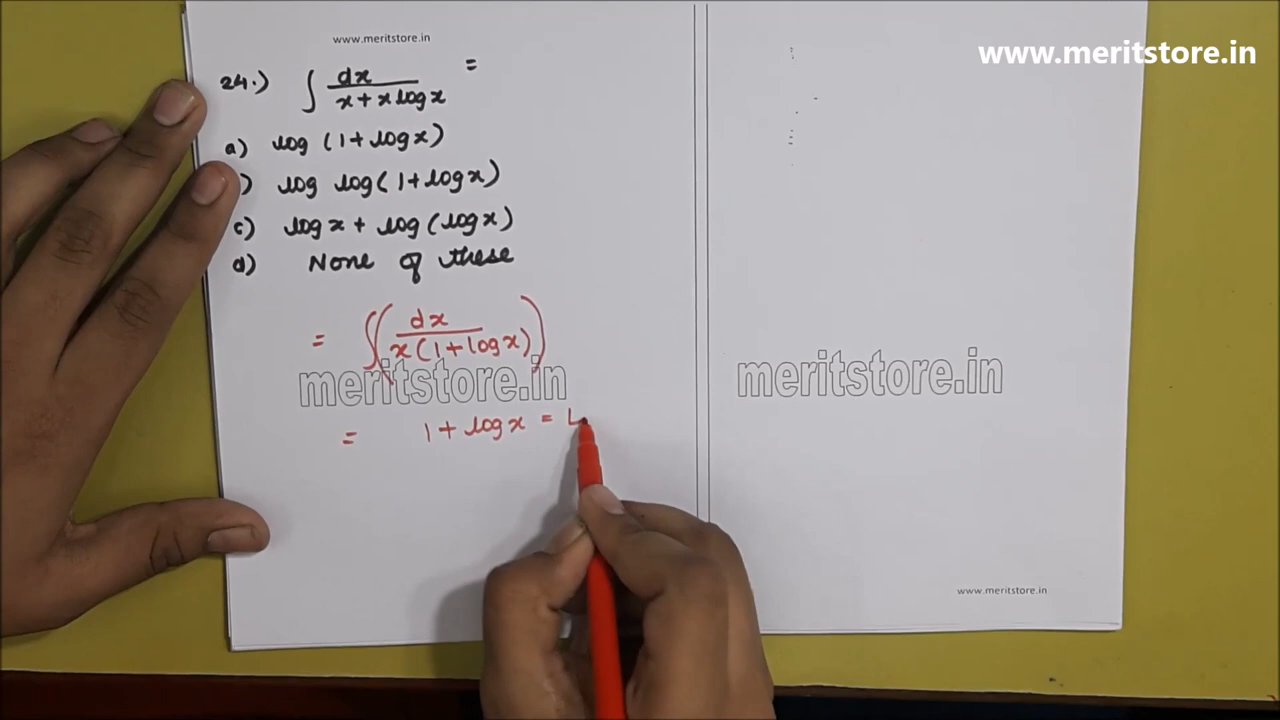 www.meritstore.in
www.meritstore.in
24.) ∫ dx / x + x log x =
a) log (1 + log x)
) log log (1 + log x)
c) log x + log (log x)
d) None of these
= ∫ ( dx / x (1 + log x) )
meritstore.in meritstore.in
= 1 + log x =
www.meritstore.in